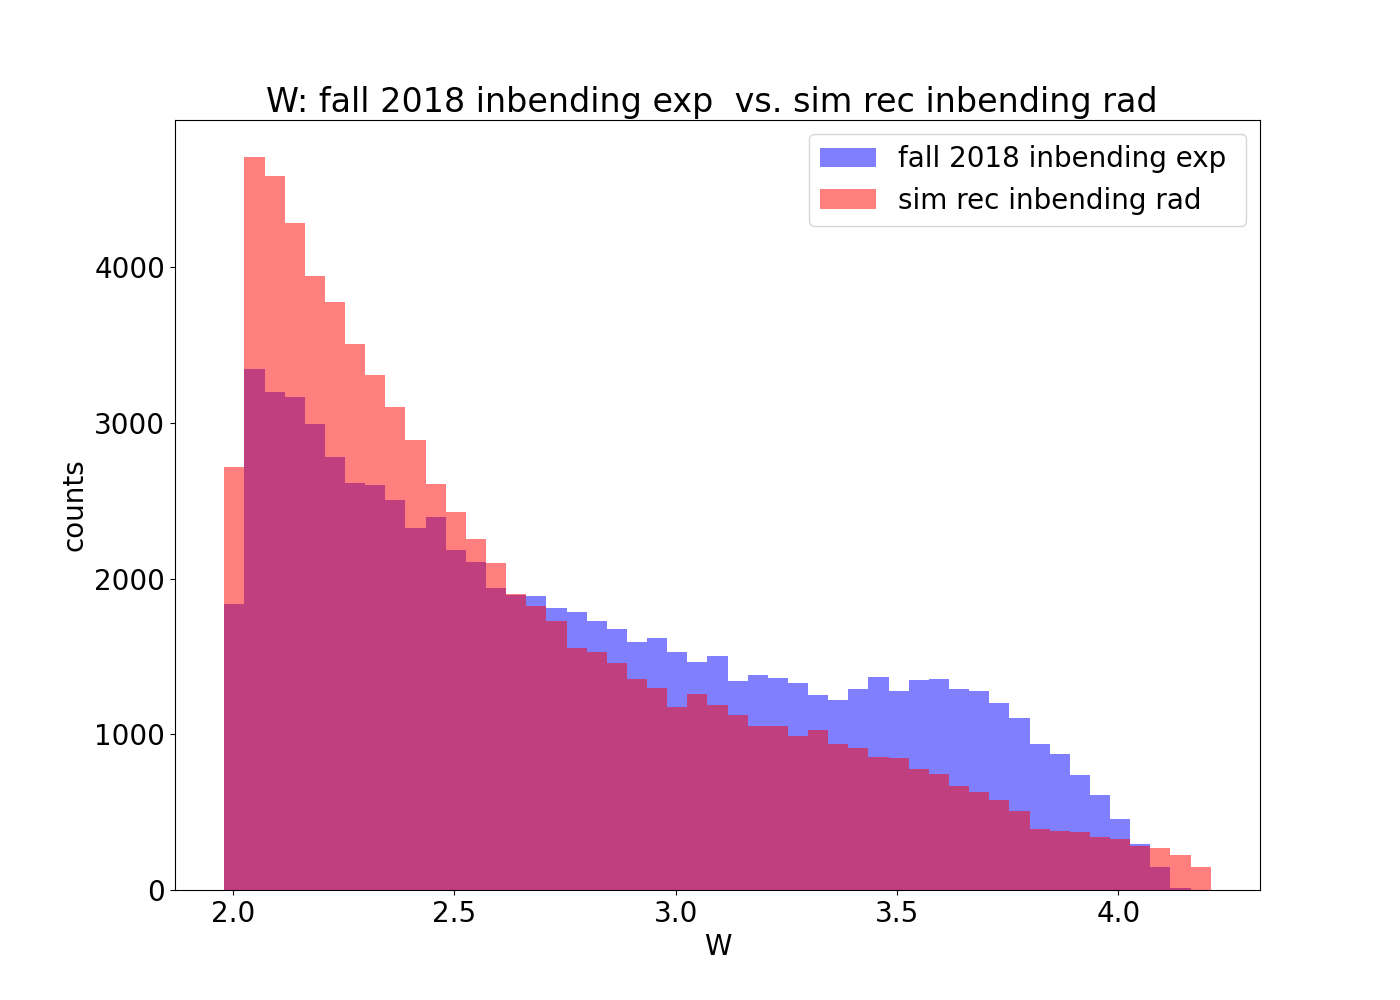 W: fall 2018 inbending exp  vs. sim rec inbending rad
fall 2018 inbending exp
sim rec inbending rad
counts
4000
3000
2000
1000
0
2.0 2.5 3.0 3.5 4.0
W